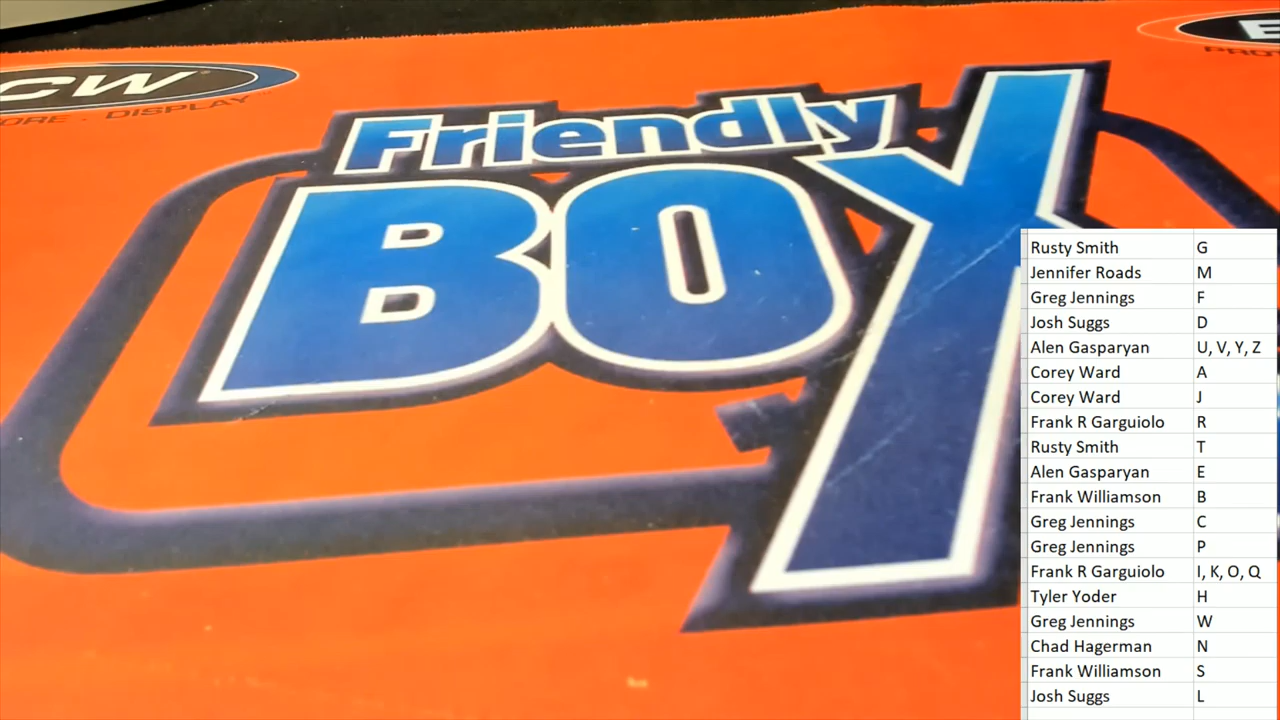 CW
ORE · DISPLAY
Friendly
BOY
Rusty Smith G
Jennifer Roads M
Greg Jennings F
Josh Suggs D
Alen Gasparyan U, V, Y, Z
Corey Ward A
Corey Ward J
Frank R Garguiolo R
Rusty Smith T
Alen Gasparyan E
Frank Williamson B
Greg Jennings C
Greg Jennings P
Frank R Garguiolo I, K, O, Q
Tyler Yoder H
Greg Jennings W
Chad Hagerman N
Frank Williamson S
Josh Suggs L